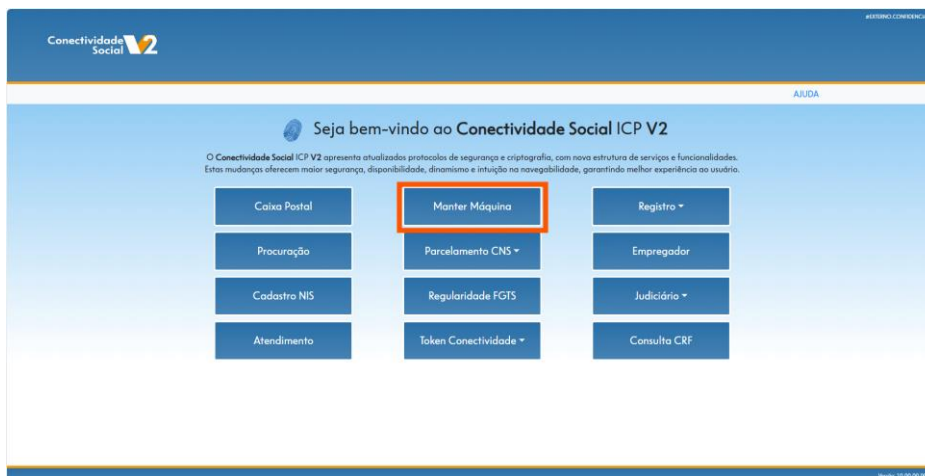 #EXTERNO.CONFIDENCIAL
Conectividade
Social V2
AJUDA
Seja bem-vindo ao Conectividade Social ICP V2
O Conectividade Social ICP V2 apresenta atualizados protocolos de segurança e criptografia, com nova estrutura de serviços e funcionalidades.
Estas mudanças oferecem maior segurança, disponibilidade, dinamismo e intuição na navegabilidade, garantindo melhor experiência ao usuário.
Caixa Postal
Manter Máquina
Registro
Procuração
Parcelamento CNS
Empregador
Cadastro NIS
Regularidade FGTS
Judiciário
Atendimento
Token Conectividade
Consulta CRF